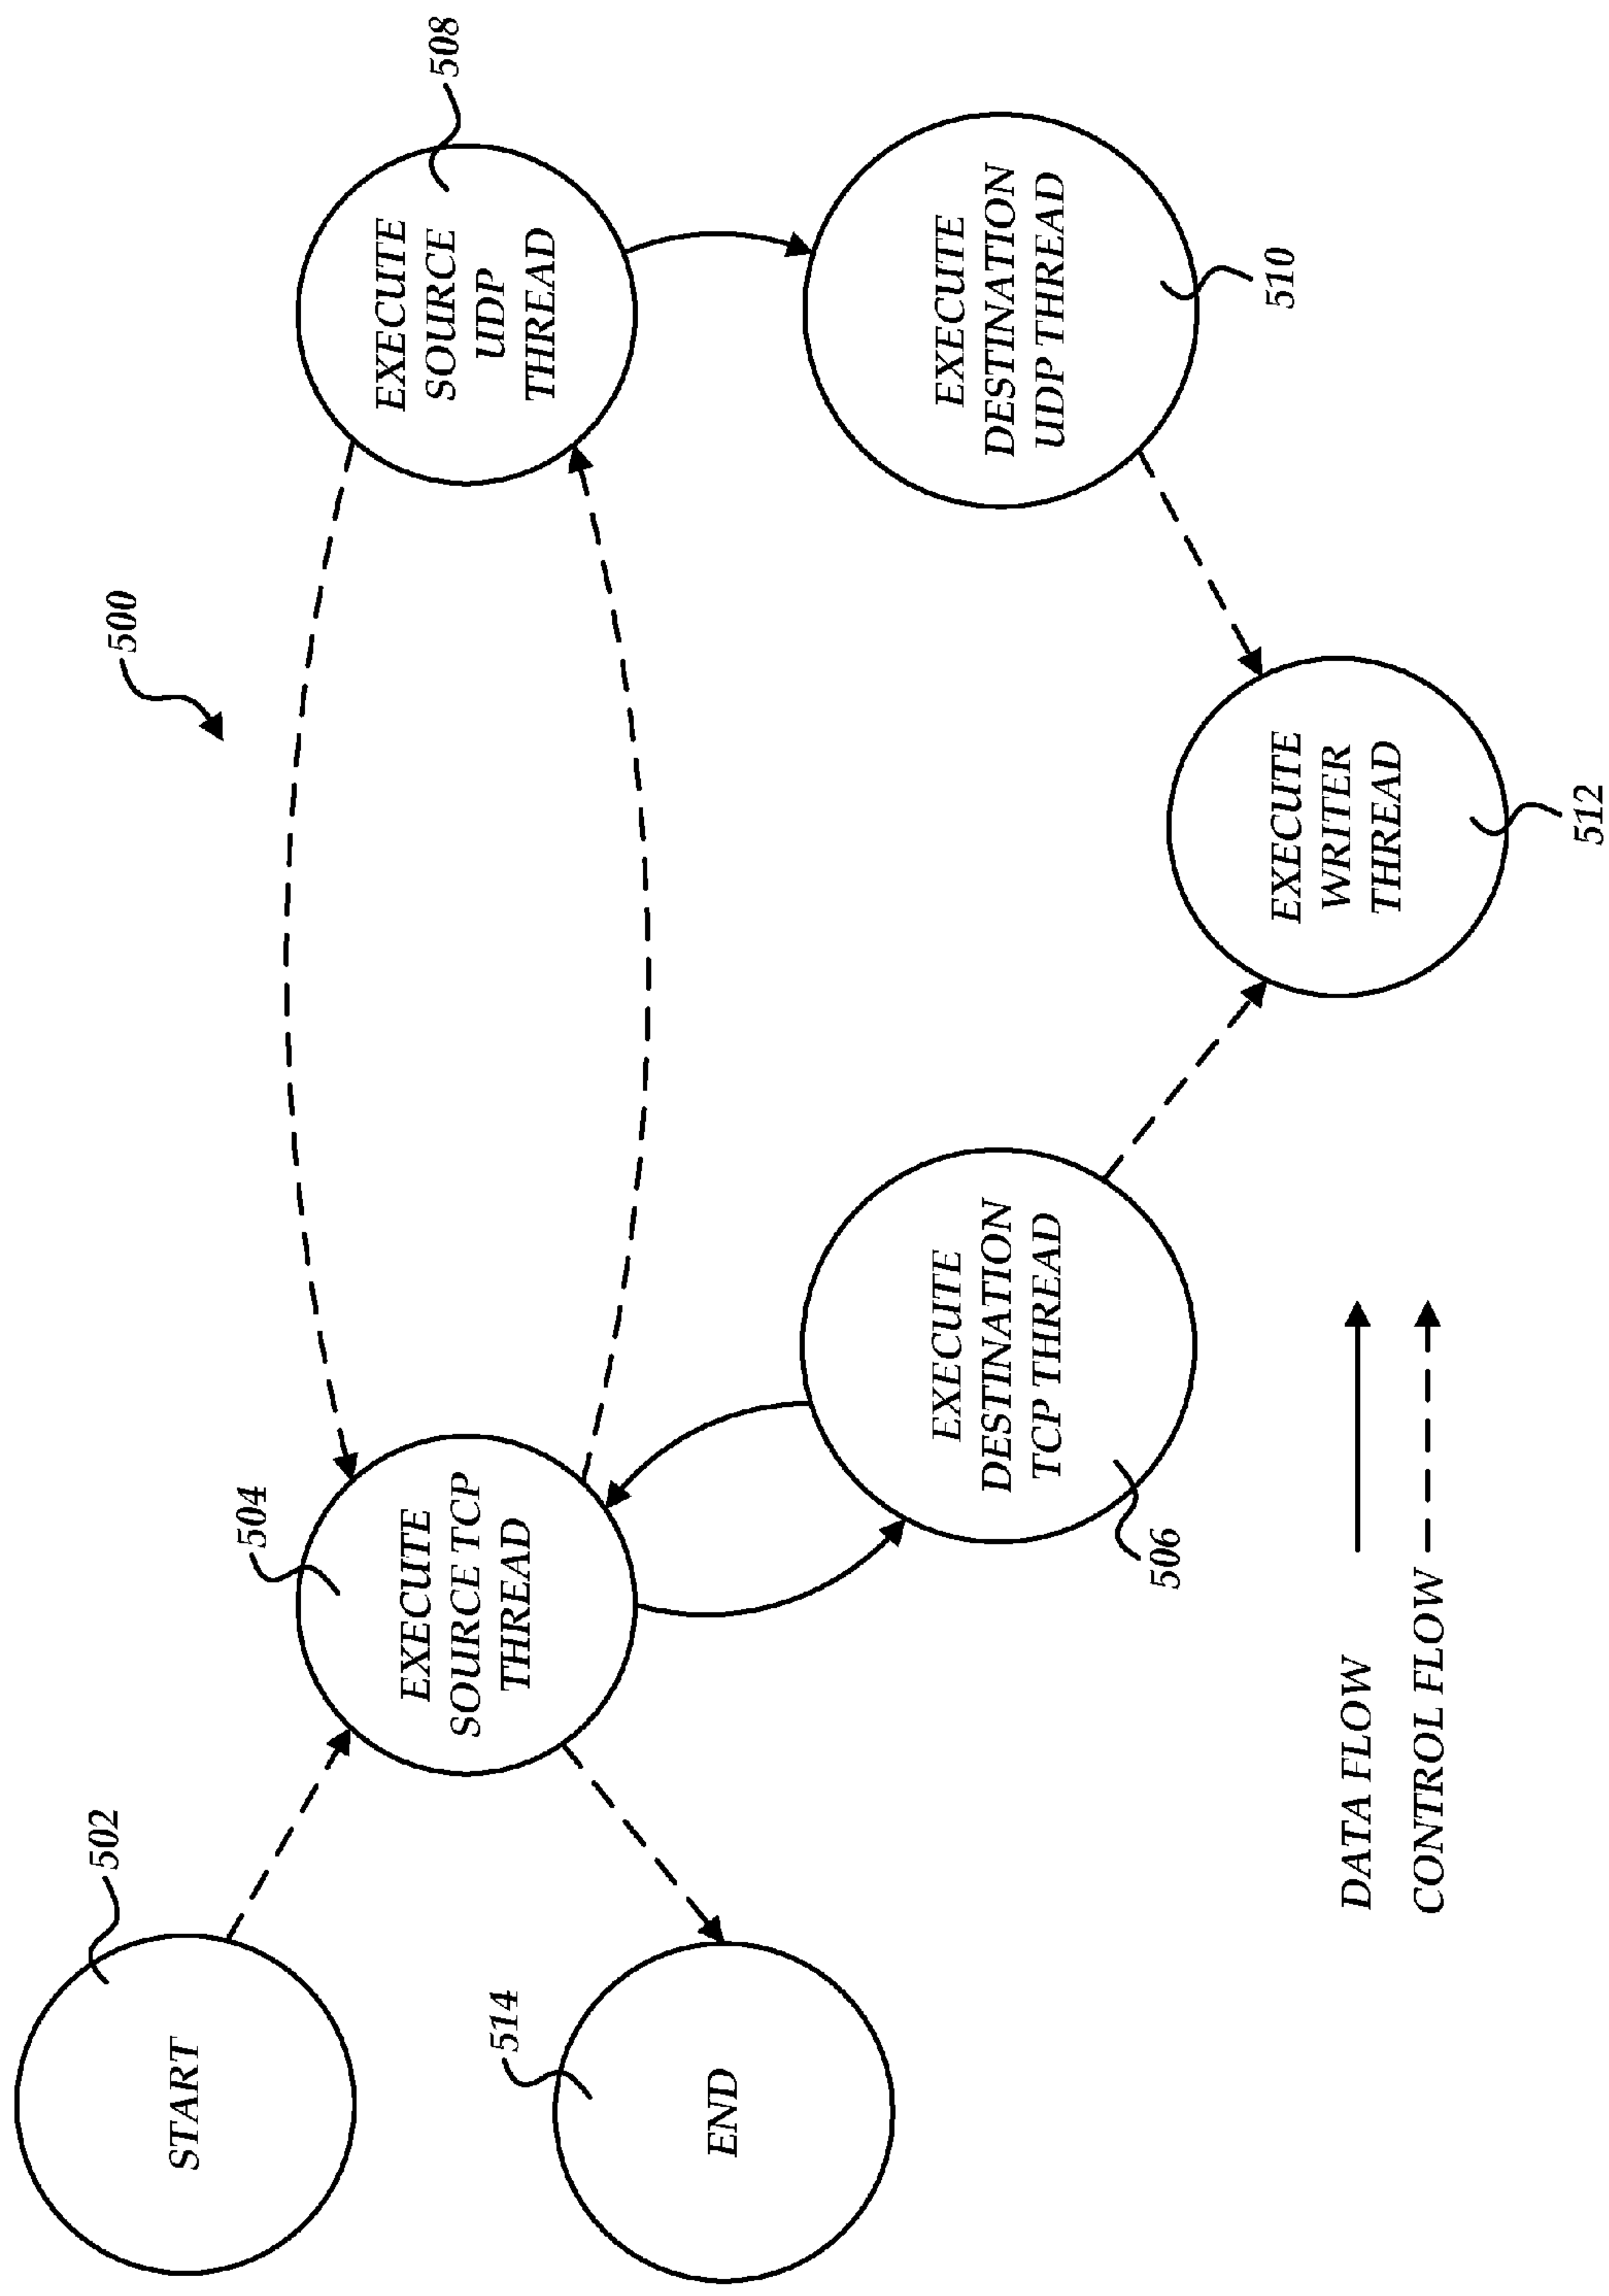 500
502
START
504
EXECUTE
SOURCE TCP
THREAD
508
EXECUTE
SOURCE
UDP
THREAD
514
END
506
EXECUTE
DESTINATION
TCP THREAD
510
EXECUTE
DESTINATION
UDP THREAD
512
EXECUTE
WRITER
THREAD
DATA FLOW
CONTROL FLOW